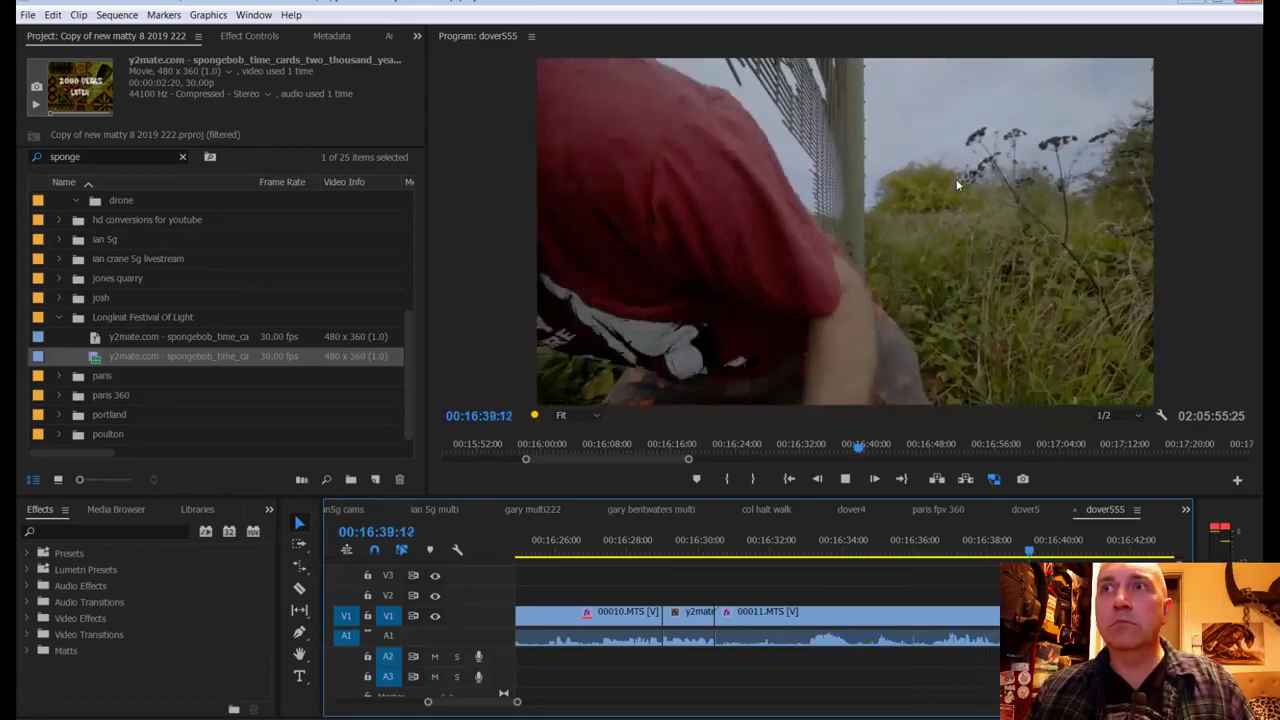 File Edit Clip Sequence Markers Graphics Window Help
Project: Copy of new matty 8 2019 222 Effect Controls Metadata
Program: dover555
y2mate.com - spongebob_time_cards_two_thousand_yea...
Movie, 480 x 360 (1.0) , video used 1 time
00:00:02:20, 30.00p
44100 Hz - Compressed - Stereo , audio used 1 time
2000 YEARS
LATER
Copy of new matty 8 2019 222.prproj (filtered)
sponge 1 of 25 items selected
Name Frame Rate Video Info
drone
hd conversions for youtube
ian 5g
ian crane 5g livestream
jones quarry
josh
Longleat Festival Of Light
y2mate.com - spongebob_time_ca 30.00 fps 480 x 360 (1.0)
y2mate.com - spongebob_time_ca 30.00 fps 480 x 360 (1.0)
paris
paris 360
portland
poulton
00:16:39:12 Fit 1/2 02:05:55:25
00:15:52:00 00:16:00:00 00:16:08:00 00:16:16:00 00:16:24:00 00:16:32:00 00:16:40:00 00:16:48:00 00:16:56:00 00:17:04:00 00:17:12:00 00:17:20:00 00:17
Effects Media Browser Libraries
Presets
Lumetri Presets
Audio Effects
Audio Transitions
Video Effects
Video Transitions
Matts
ian5g cams ian 5g multi gary multi222 gary bentwaters multi col halt walk dover4 paris fpv 360 dover5 dover555
00:16:39:12
00:16:26:00 00:16:28:00 00:16:30:00 00:16:32:00 00:16:34:00 00:16:36:00 00:16:38:00 00:16:40:00 00:16:42:00
V3
V2
V1 V1 00010.MTS [V] y2mate 00011.MTS [V]
A1 A1
A2 M S
A3 M S